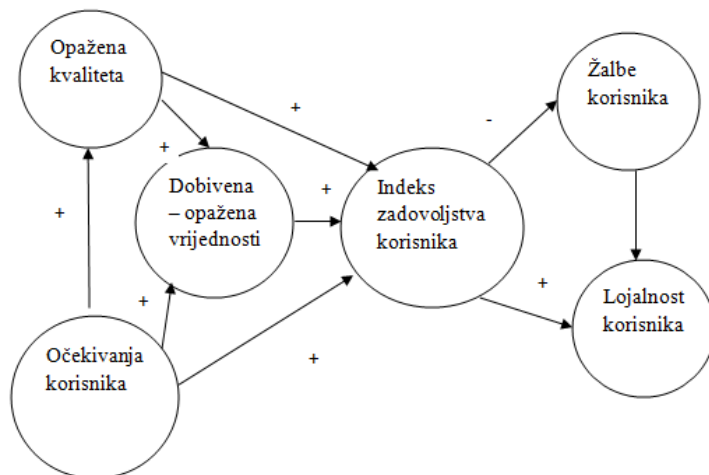 Opažena
kvaliteta
Žalbe
korisnika
+
-
+
Dobivena
– opažena
vrijednosti
+
Indeks
zadovoljstva
korisnika
+
+
+
Lojalnost
korisnika
Očekivanja
korisnika
+